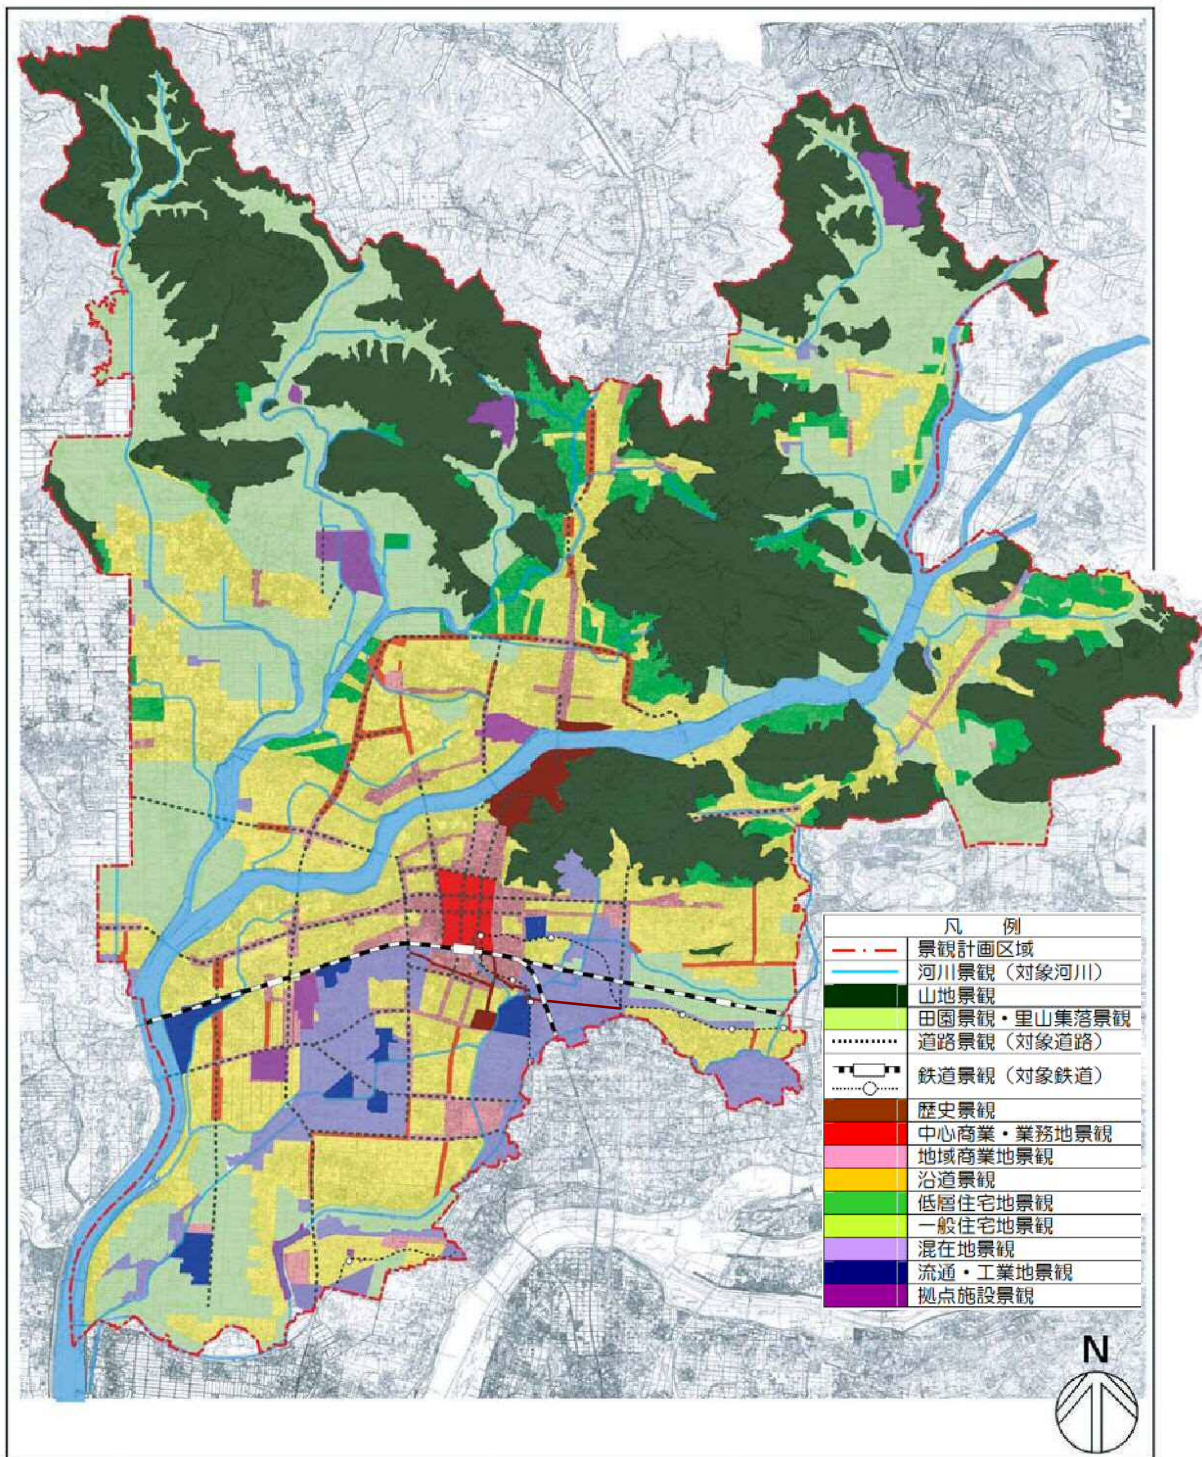 凡 例
景観計画区域
河川景観（対象河川）
山地景観
田園景観・里山集落景観
道路景観（対象道路）
鉄道景観（対象鉄道）
歴史景観
中心商業・業務地景観
地域商業地景観
沿道景観
低層住宅地景観
一般住宅地景観
混在地景観
流通・工業地景観
拠点施設景観
N